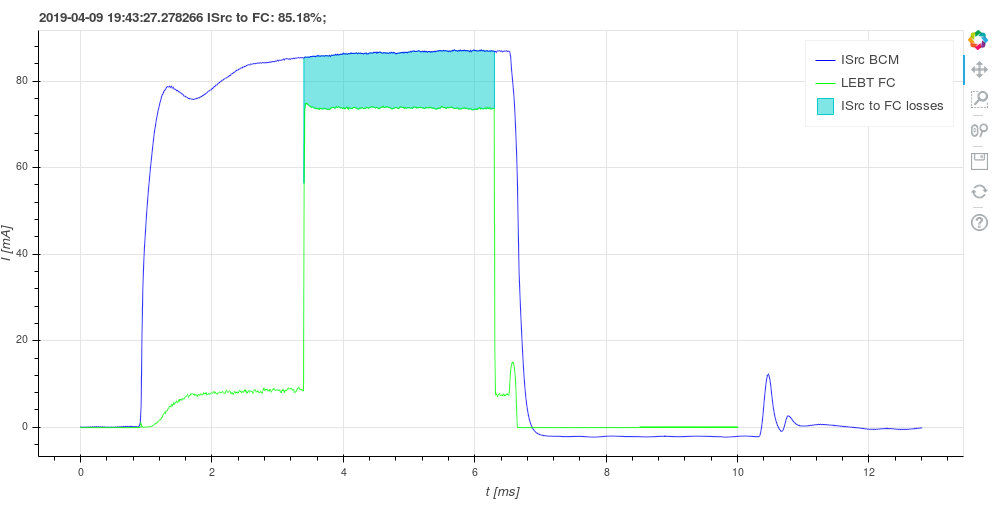 2019-04-09 19:43:27.278266 ISrc to FC: 85.18%;
ISrc BCM
LEBT FC
ISrc to FC losses
I [mA]
80
60
40
20
0
0 2 4 6 8 10 12
t [ms]